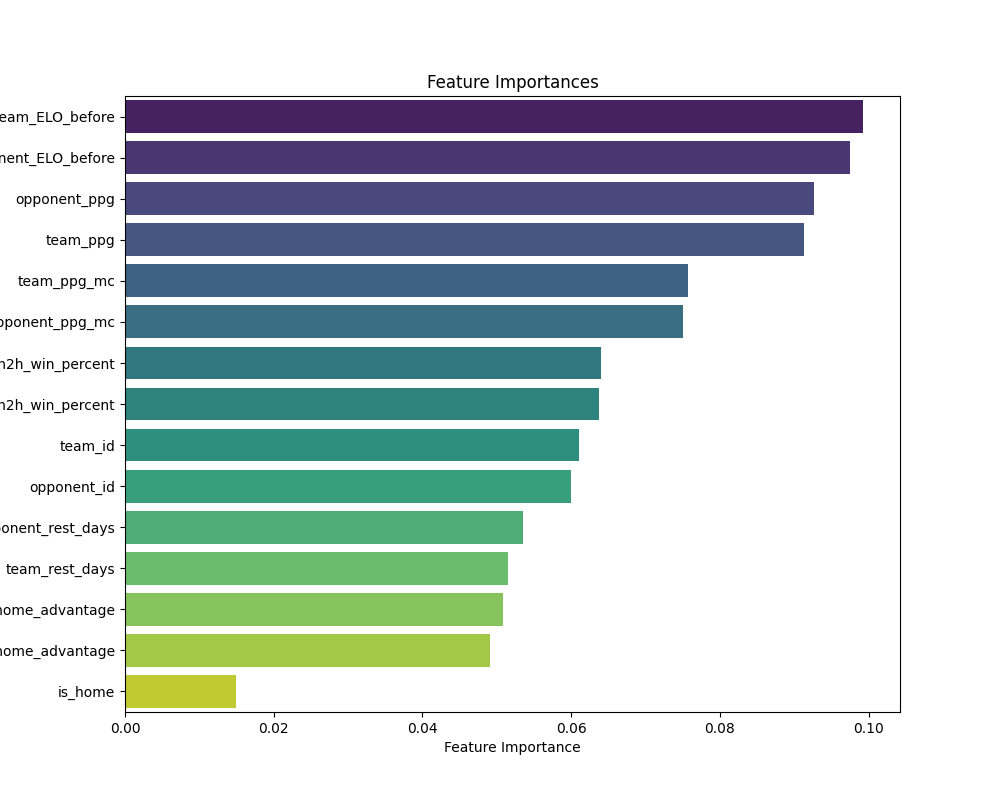 Feature Importances
eam_ELO_before
nent_ELO_before
opponent_ppg
team_ppg
team_ppg_mc
pponent_ppg_mc
h2h_win_percent
h2h_win_percent
team_id
opponent_id
onent_rest_days
team_rest_days
home_advantage
home_advantage
is_home
0.00 0.02 0.04 0.06 0.08 0.10
Feature Importance